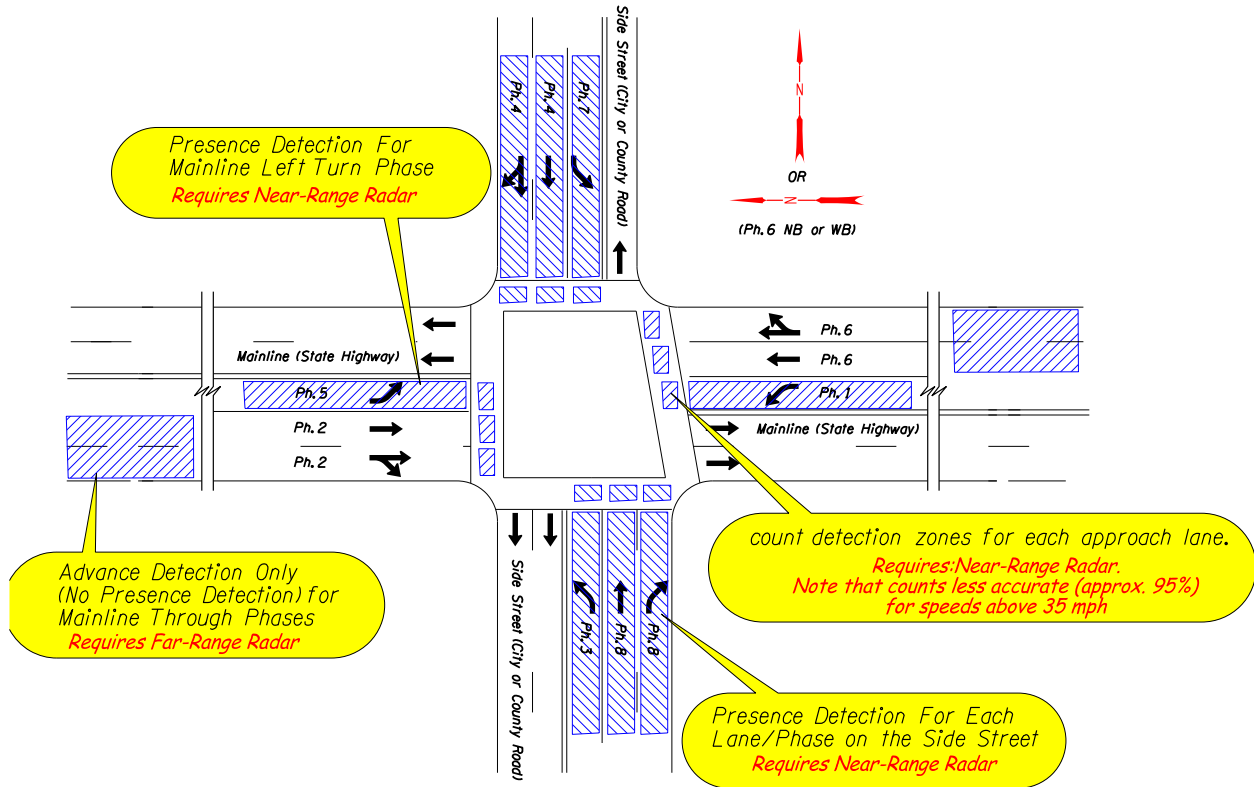 Side Street (City or County Road)
Ph.4
Ph.4
Ph.7
N
OR
N
(Ph.6 NB or WB)
Presence Detection For
Mainline Left Turn Phase
Requires Near-Range Radar
Mainline (State Highway)
Ph.6
Ph.6
Ph.5
Ph.1
Ph.2
Mainline (State Highway)
Ph.2
count detection zones for each approach lane.
Requires:Near-Range Radar.
Note that counts less accurate (approx. 95%)
for speeds above 35 mph
Advance Detection Only
(No Presence Detection) for
Mainline Through Phases
Requires Far-Range Radar
Side Street (City or County Road)
Ph.3
Ph.8
Ph.8
Presence Detection For Each
Lane/Phase on the Side Street
Requires Near-Range Radar